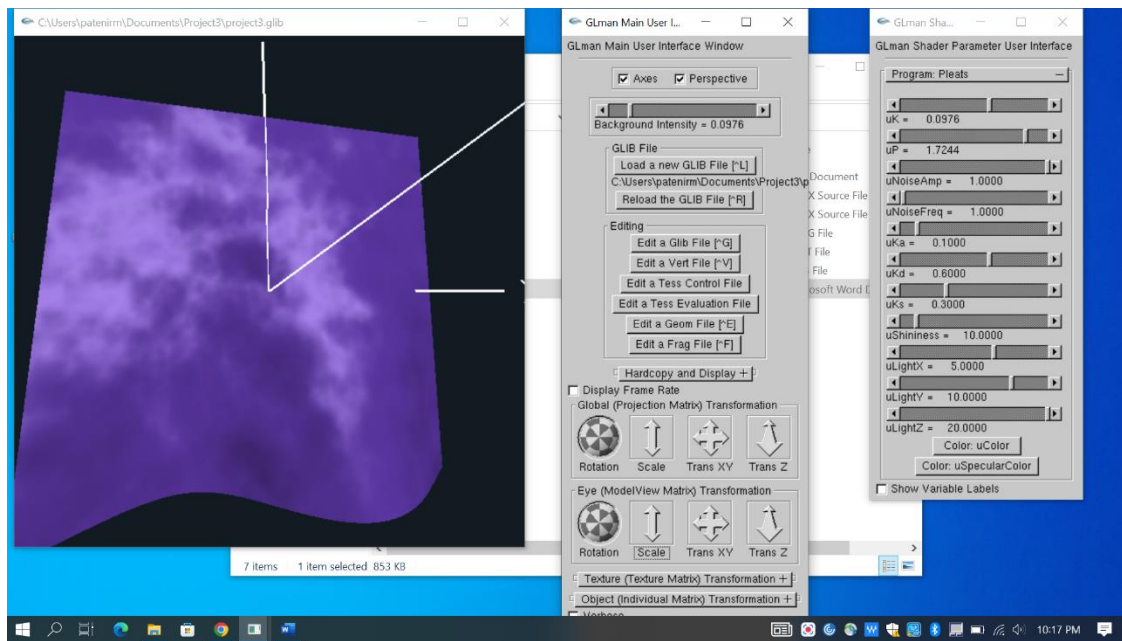 C:\Users\patenirm\Documents\Project3\project3.glib
GLman Main User I...
GLman Main User Interface Window
Axes
Perspective
Background Intensity = 0.0976
GLIB File
Load a new GLIB File [^L]
C:\Users\patenirm\Documents\Project3\p
Reload the GLIB File [^R]
Editing
Edit a Glib File [^G]
Edit a Vert File [^V]
Edit a Tess Control File
Edit a Tess Evaluation File
Edit a Geom File [^E]
Edit a Frag File [^F]
Hardcopy and Display +
Display Frame Rate
Global (Projection Matrix) Transformation
Rotation Scale Trans XY Trans Z
Eye (ModelView Matrix) Transformation
Rotation Scale Trans XY Trans Z
Texture (Texture Matrix) Transformation +
Object (Individual Matrix) Transformation +
Verbose
Document
X Source File
X Source File
G File
T File
File
osoft Word D
GLman Sha...
GLman Shader Parameter User Interface
Program: Pleats
uK = 0.0976
uP = 1.7244
uNoiseAmp = 1.0000
uNoiseFreq = 1.0000
uKa = 0.1000
uKd = 0.6000
uKs = 0.3000
uShininess = 10.0000
uLightX = 5.0000
uLightY = 10.0000
uLightZ = 20.0000
Color: uColor
Color: uSpecularColor
Show Variable Labels
7 items 1 item selected 853 KB
10:17 PM